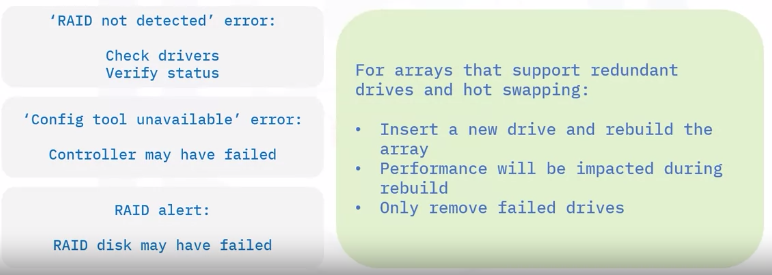 ‘RAID not detected’ error:
Check drivers
Verify status
‘Config tool unavailable’ error:
Controller may have failed
RAID alert:
RAID disk may have failed
For arrays that support redundant
drives and hot swapping:
• Insert a new drive and rebuild the
array
• Performance will be impacted during
rebuild
• Only remove failed drives